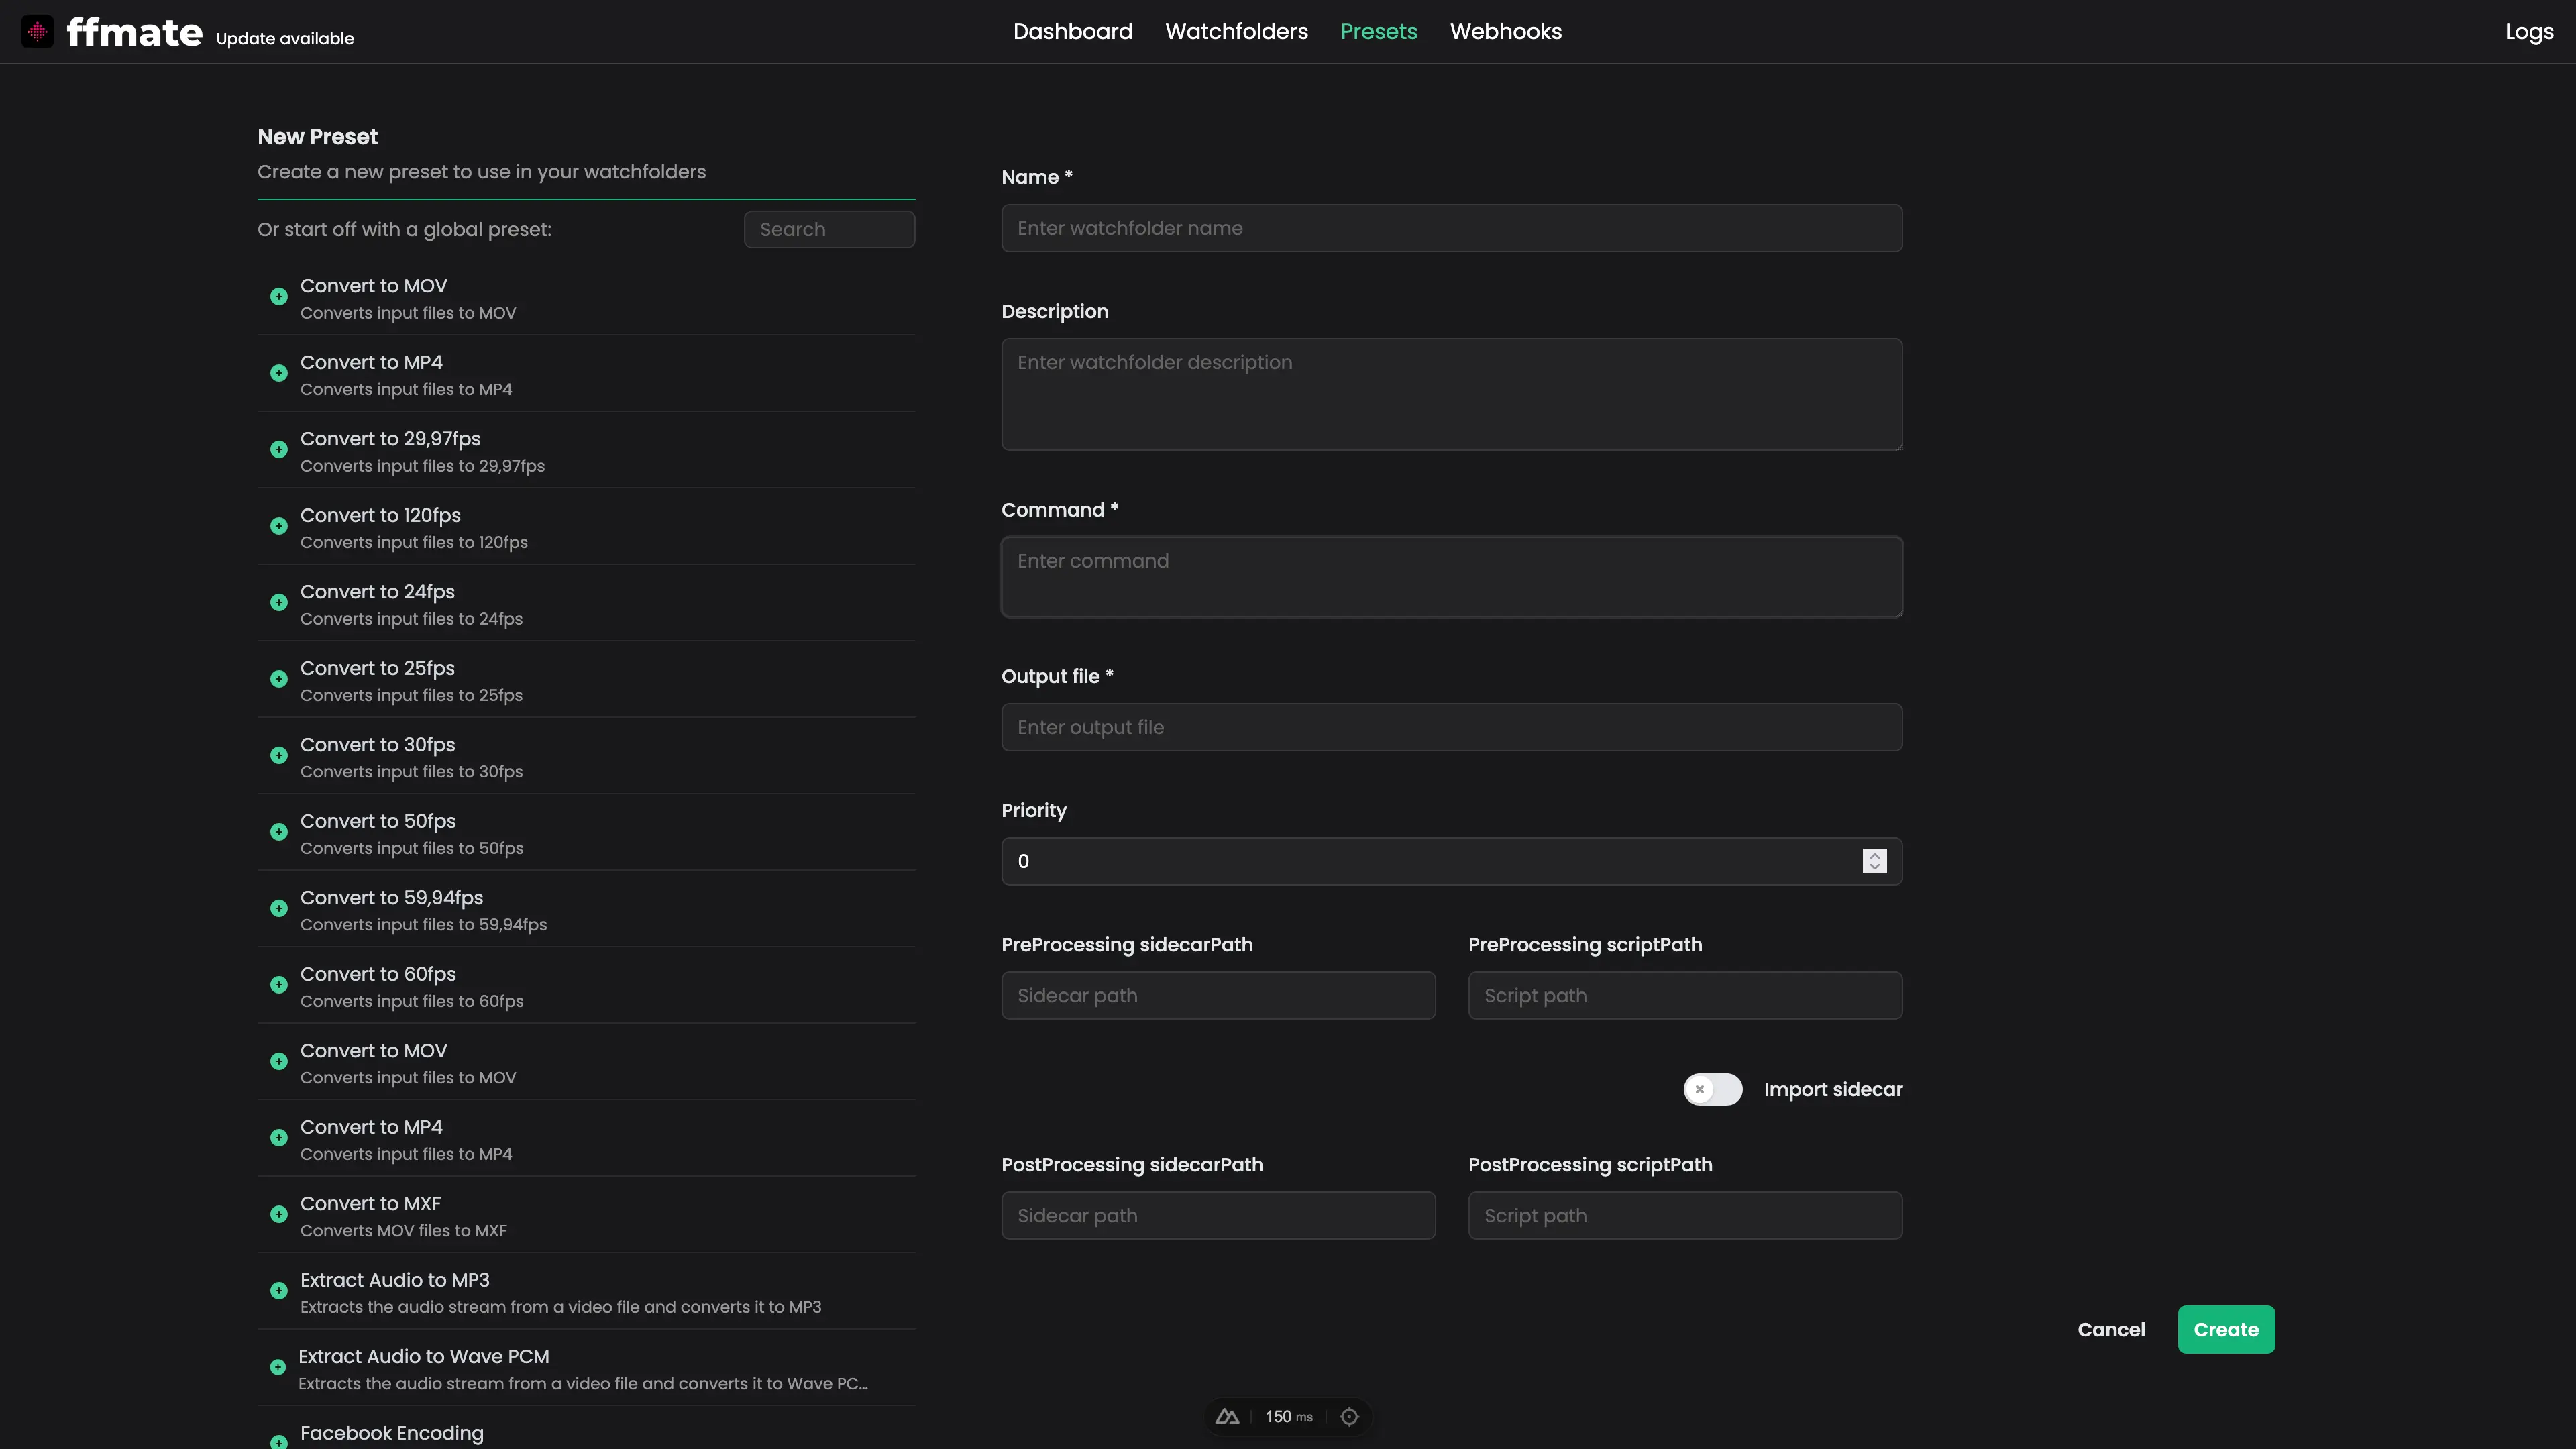 ffmate Update available
Dashboard Watchfolders Presets Webhooks
Logs
New Preset
Create a new preset to use in your watchfolders
Or start off with a global preset:
Search
Convert to MOV
Converts input files to MOV
Convert to MP4
Converts input files to MP4
Convert to 29,97fps
Converts input files to 29,97fps
Convert to 120fps
Converts input files to 120fps
Convert to 24fps
Converts input files to 24fps
Convert to 25fps
Converts input files to 25fps
Convert to 30fps
Converts input files to 30fps
Convert to 50fps
Converts input files to 50fps
Convert to 59,94fps
Converts input files to 59,94fps
Convert to 60fps
Converts input files to 60fps
Convert to MOV
Converts input files to MOV
Convert to MP4
Converts input files to MP4
Convert to MXF
Converts MOV files to MXF
Extract Audio to MP3
Extracts the audio stream from a video file and converts it to MP3
Extract Audio to Wave PCM
Extracts the audio stream from a video file and converts it to Wave PC...
Facebook Encoding
Name *
Enter watchfolder name
Description
Enter watchfolder description
Command *
Enter command
Output file *
Enter output file
Priority
0
PreProcessing sidecarPath
Sidecar path
PreProcessing scriptPath
Script path
Import sidecar
PostProcessing sidecarPath
Sidecar path
PostProcessing scriptPath
Script path
Cancel
Create
150 ms